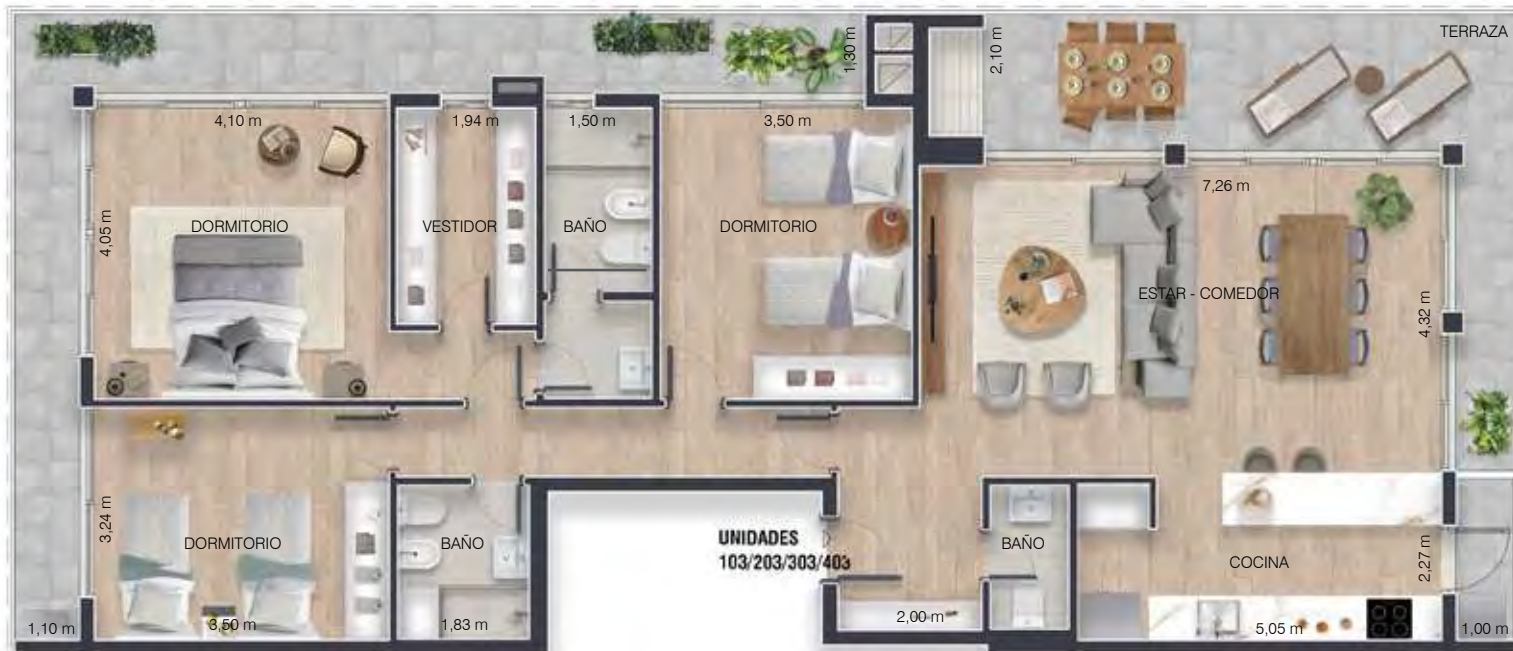 TERRAZA
1,30 m
2,10 m
4,10 m
1,94 m
1,50 m
3,50 m
7,26 m
4,05 m
DORMITORIO
VESTIDOR
BAÑO
DORMITORIO
ESTAR - COMEDOR
4,32 m
3,24 m
DORMITORIO
BAÑO
UNIDADES
103/203/303/403
BAÑO
COCINA
2,27 m
1,10 m
3,50 m
1,83 m
2,00 m
5,05 m
1,00 m